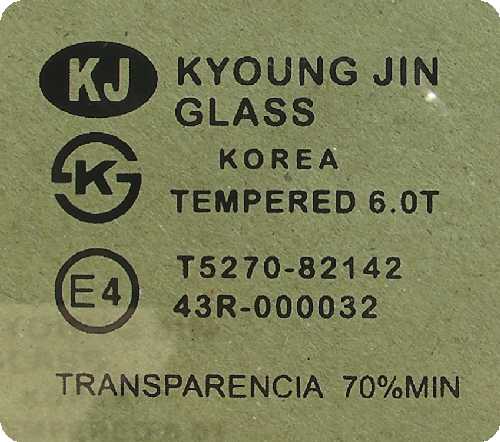 KJ KYOUNG JIN
GLASS
KOREA
K
TEMPERED 6.0T
T5270-82142
E4
43R-000032
TRANSPARENCIA 70%MIN